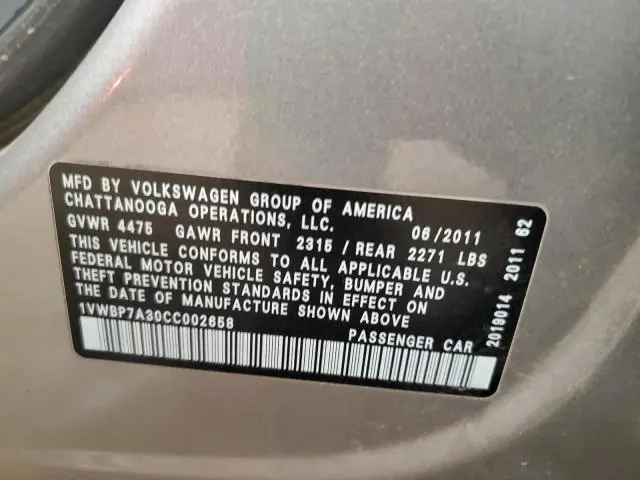 MFD BY VOLKSWAGEN GROUP OF AMERICA
CHATTANOOGA OPERATIONS, LLC. 06/2011
GVWR 4475 GAWR FRONT 2315 / REAR 2271 LBS
THIS VEHICLE CONFORMS TO ALL APPLICABLE U.S.
FEDERAL MOTOR VEHICLE SAFETY, BUMPER AND
THEFT PREVENTION STANDARDS IN EFFECT ON
THE DATE OF MANUFACTURE SHOWN ABOVE
1VWBP7A30CC002658 PASSENGER CAR
2019014 2011 62